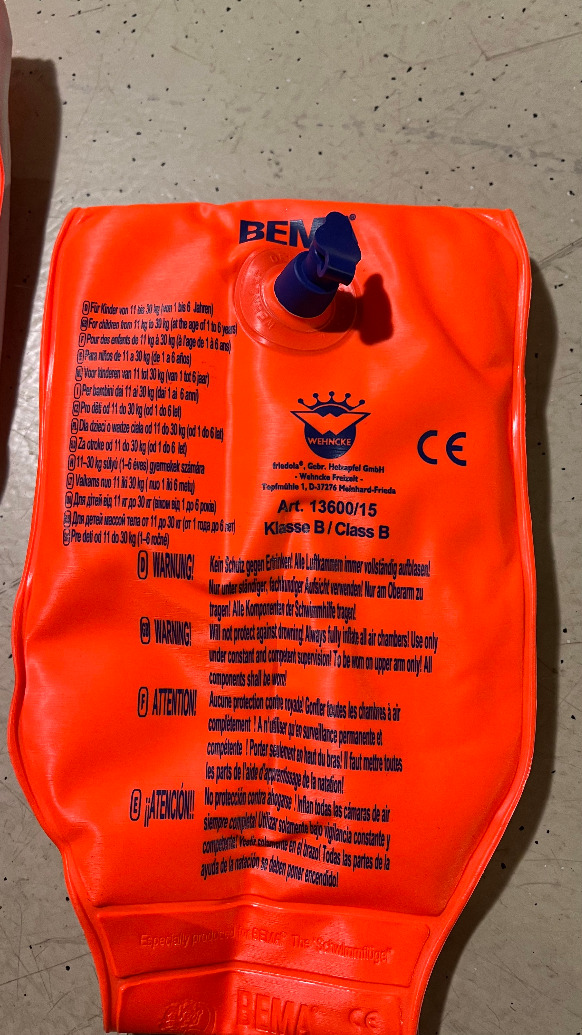 BEMA®
D Für Kinder von 11 bis 30 kg (von 1 bis 6 Jahren)
GB For children from 11 kg to 30 kg (at the age of 1 to 6 years)
F Pour des enfants de 11 kg à 30 kg (à l'age de 1 à 6 ans)
E Para niños de 11 a 30 kg (de 1 a 6 años)
NL Voor kinderen van 11 tot 30 kg (van 1 tot 6 jaar)
I Per bambini dai 11 ai 30 kg (dai 1 ai 6 anni)
CZ Pro děti od 11 do 30 kg (od 1 do 6 let)
PL Dla dzieci o wadze ciała od 11 do 30 kg (od 1 do 6 lat)
Za otroke od 11 do 30 kg (od 1 do 6 let)
H 11–30 kg súlyú (1–6 éves) gyermekek számára
Vaikams nuo 11 iki 30 kg ( nuo 1 iki 6 metų)
Для дітей від 11 кг до 30 кг (віком від 1 до 6 років)
Для детей массой тела от 11 до 30 кг (от 1 года до 6 лет)
Pre deti od 11 do 30 kg (1–6 ročné)
WEHNCKE
friedola®, Gebr. Holzapfel GmbH
- Wehncke Freizeit -
Topfmühle 1, D-37276 Meinhard-Frieda
CE
Art. 13600/15
Klasse B / Class B
D WARNUNG! Kein Schutz gegen Ertrinken! Alle Luftkammern immer vollständig aufblasen!
Nur unter ständiger, fachkundiger Aufsicht verwenden! Nur am Oberarm zu
tragen! Alle Komponenten der Schwimmhilfe tragen!
GB WARNING! Will not protect against drowning! Always fully inflate all air chambers! Use only
under constant and competent supervision! To be worn on upper arm only! All
components shall be worn!
F ATTENTION! Aucune protection contre noyade! Gonfler toutes les chambres à air
complètement ! A n'utiliser qu'en surveillance permanente et
compétente ! Porter seulement en haut du bras! Il faut mettre toutes
les parts de l'aide d'apprentissage de la natation!
E ¡¡ATENCIÓN!! No protección contra ahogarse ! Inflan todas las cámaras de air
siempre completa! Utilizar solamente bajo vigilancia constante y
competente! Vestir solamente en el brazo! Todas las partes de la
ayuda de la natación se deben poner encendido!
Especially produced for BEMA® The "Schwimmflügel"
BEMA® CE